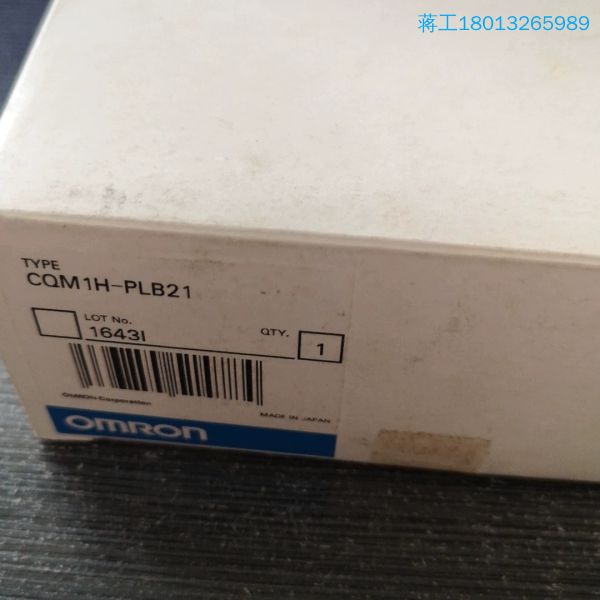 蒋工18013265989
TYPE
CQM1H-PLB21
LOT No.
1643I
QTY.
1
OMRON Corporation
MADE IN JAPAN
OMRON